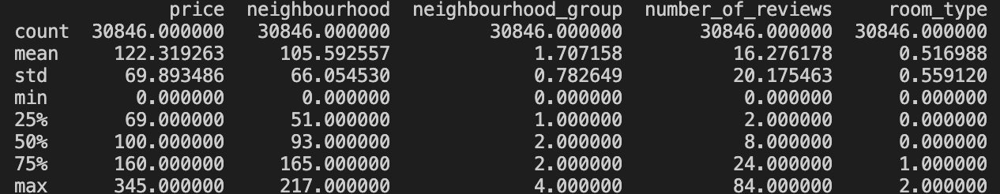 price neighbourhood neighbourhood_group number_of_reviews room_type
count 30846.000000 30846.000000 30846.000000 30846.000000 30846.000000
mean 122.319263 105.592557 1.707158 16.276178 0.516988
std 69.893486 66.054530 0.782649 20.175463 0.559120
min 0.000000 0.000000 0.000000 0.000000 0.000000
25% 69.000000 51.000000 1.000000 2.000000 0.000000
50% 100.000000 93.000000 2.000000 8.000000 0.000000
75% 160.000000 165.000000 2.000000 24.000000 1.000000
max 345.000000 217.000000 4.000000 84.000000 2.000000